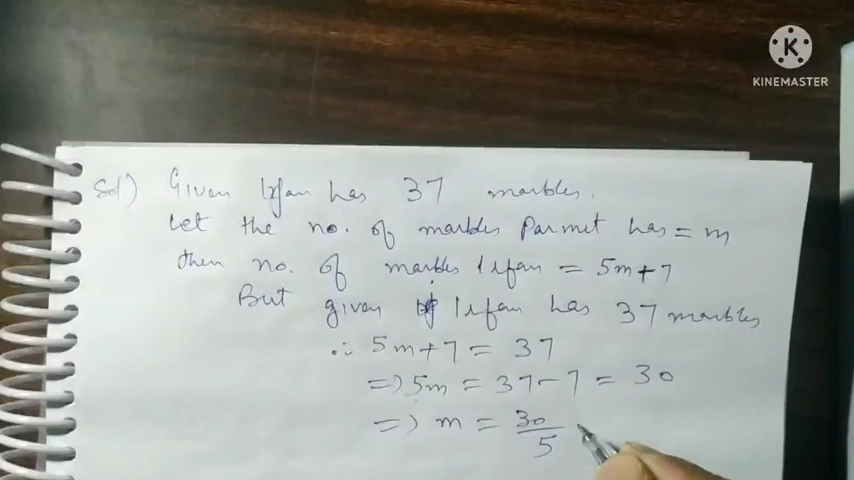 KINEMASTER
Sol) Given Irfan has 37 marbles.
Let the no. of marbles Parmit has = m
then no. of marbles Irfan = 5m+7
But given Irfan has 37 marbles
∴ 5m+7 = 37
=> 5m = 37-7 = 30
=> m = 30/5